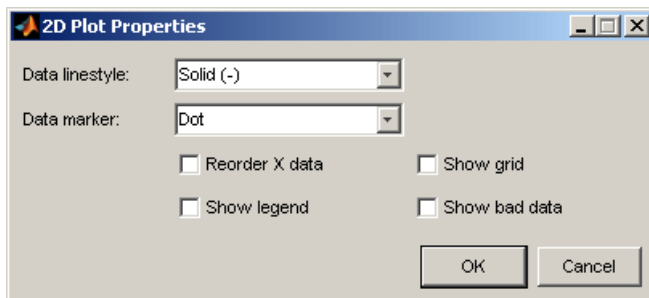 2D Plot Properties
Data linestyle: Solid (-)
Data marker: Dot
Reorder X data Show grid
Show legend Show bad data
OK Cancel